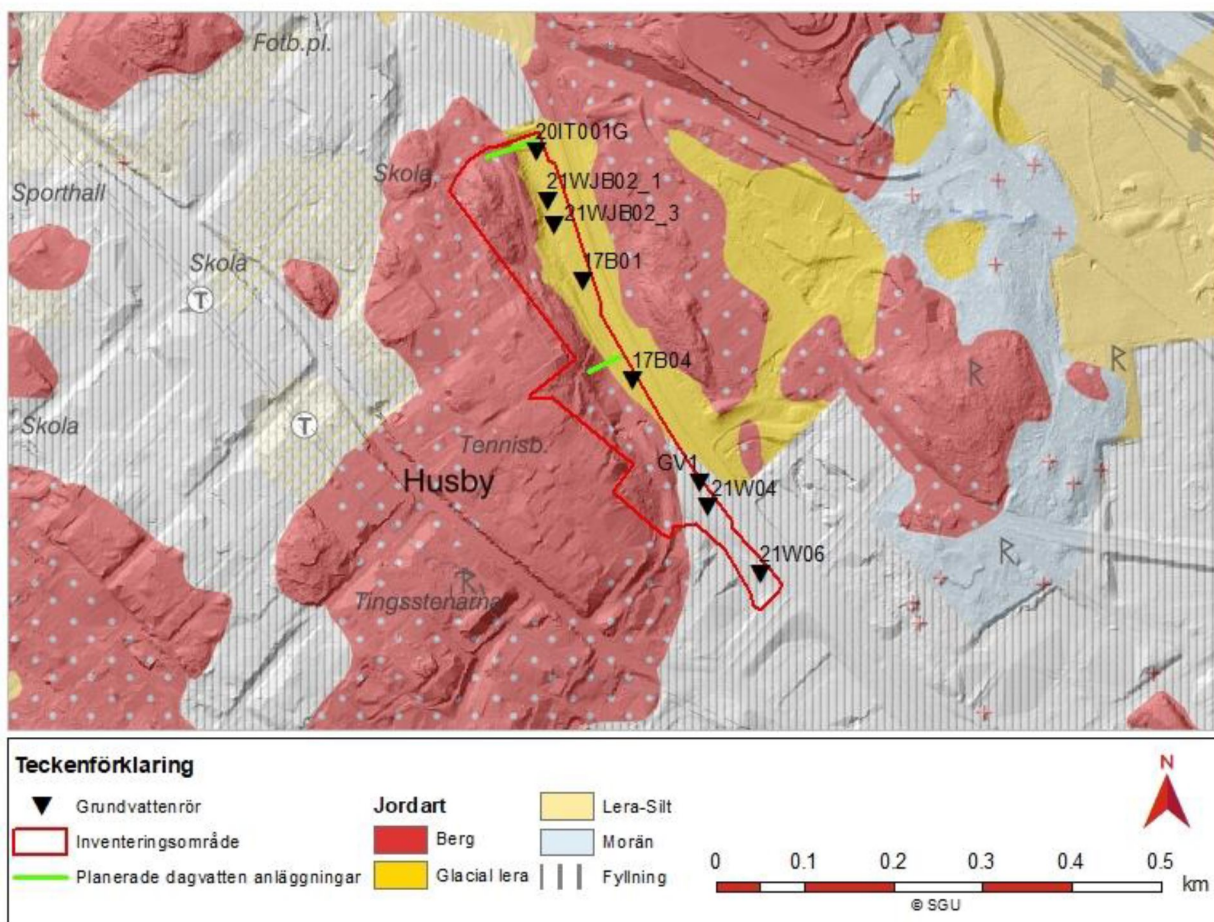 Fotb.pl.
20IT001G
Skola
21WJB02_1
Sporthall
21WJB02_3
Skola
17B01
T
17B04
T
Skola
Tennisb.
GV1
Husby
21W04
21W06
Tingsstenarna
R
R
R
R
Teckenförklaring
N
Grundvattenrör
Jordart
Lera-Silt
Inventeringsområde
Berg
Morän
Planerade dagvatten anläggningar
Glacial lera
Fyllning
0 0.1 0.2 0.3 0.4 0.5
km
© SGU